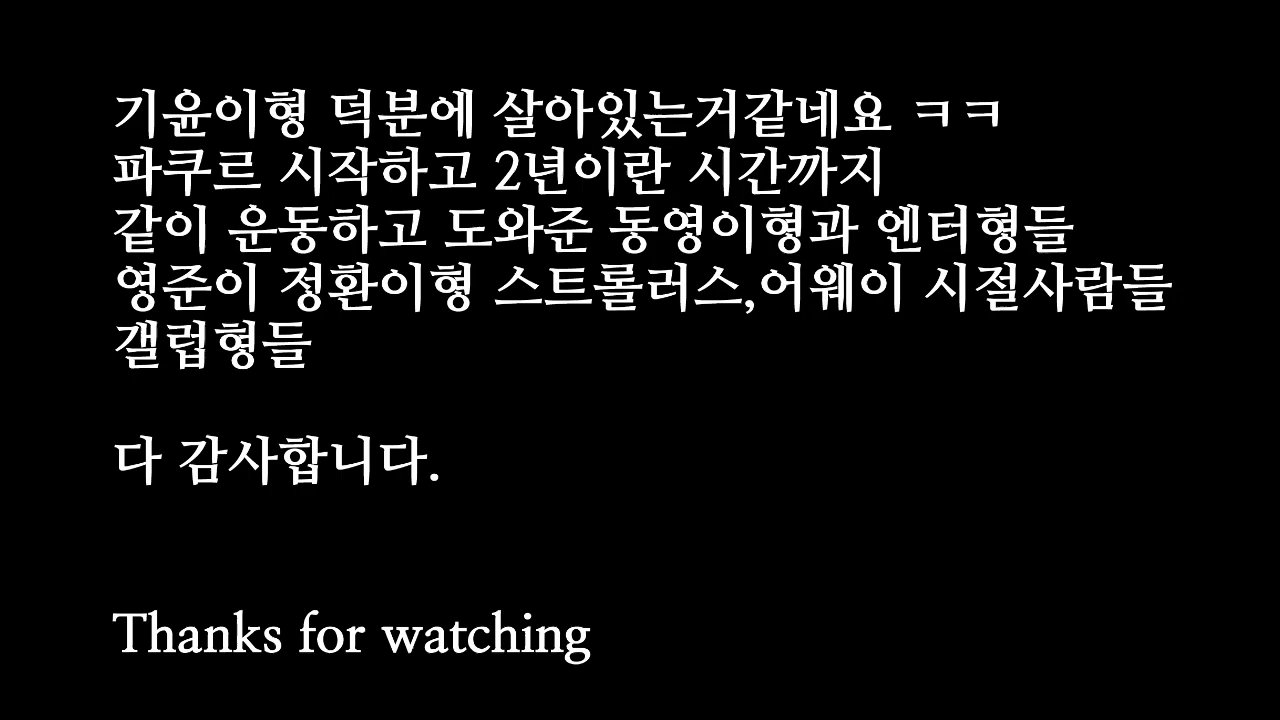 기윤이형 덕분에 살아있는거같네요 ㅋㅋ
파쿠르 시작하고 2년이란 시간까지
같이 운동하고 도와준 동영이형과 엔터형들
영준이 정환이형 스트롤러스,어웨이 시절사람들
갤럽형들
다 감사합니다.
Thanks for watching